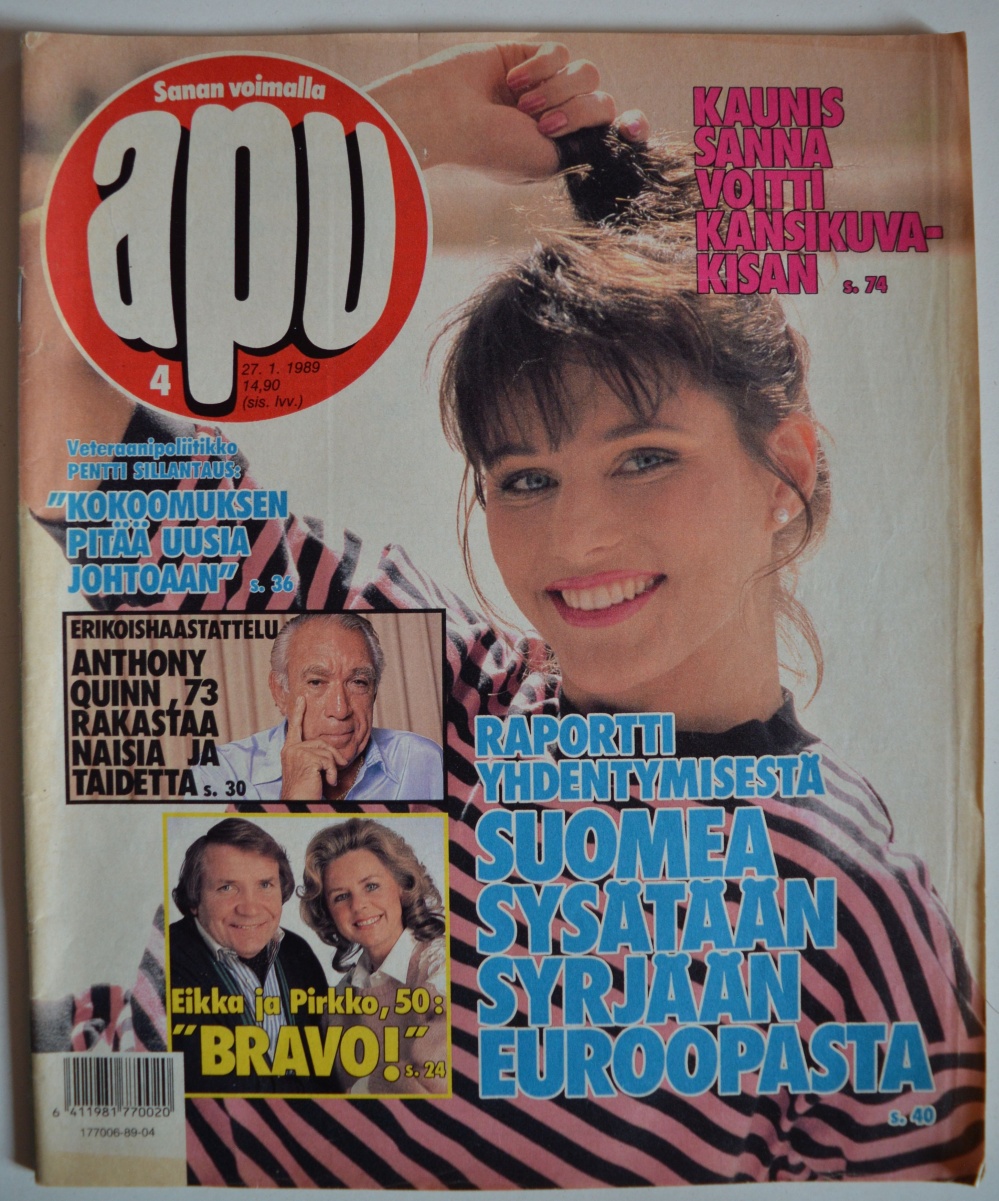 Sanan voimalla
apu
4
27. 1. 1989
14,90
(sis. lvv.)
KAUNIS
SANNA
VOITTI
KANSIKUVA-
KISAN s. 74
Veteraanipoliitikko
PENTTI SILLANTAUS:
"KOKOOMUKSEN
PITÄÄ UUSIA
JOHTOAAN" s. 36
ERIKOISHAASTATTELU
ANTHONY
QUINN, 73
RAKASTAA
NAISIA JA
TAIDETTA s. 30
Eikka ja Pirkko, 50:
"BRAVO!" s. 24
RAPORTTI
YHDENTYMISESTÄ
SUOMEA
SYSÄTÄÄN
SYRJÄÄN
EUROOPASTA
s. 40
6 411981 770020
177006-89-04